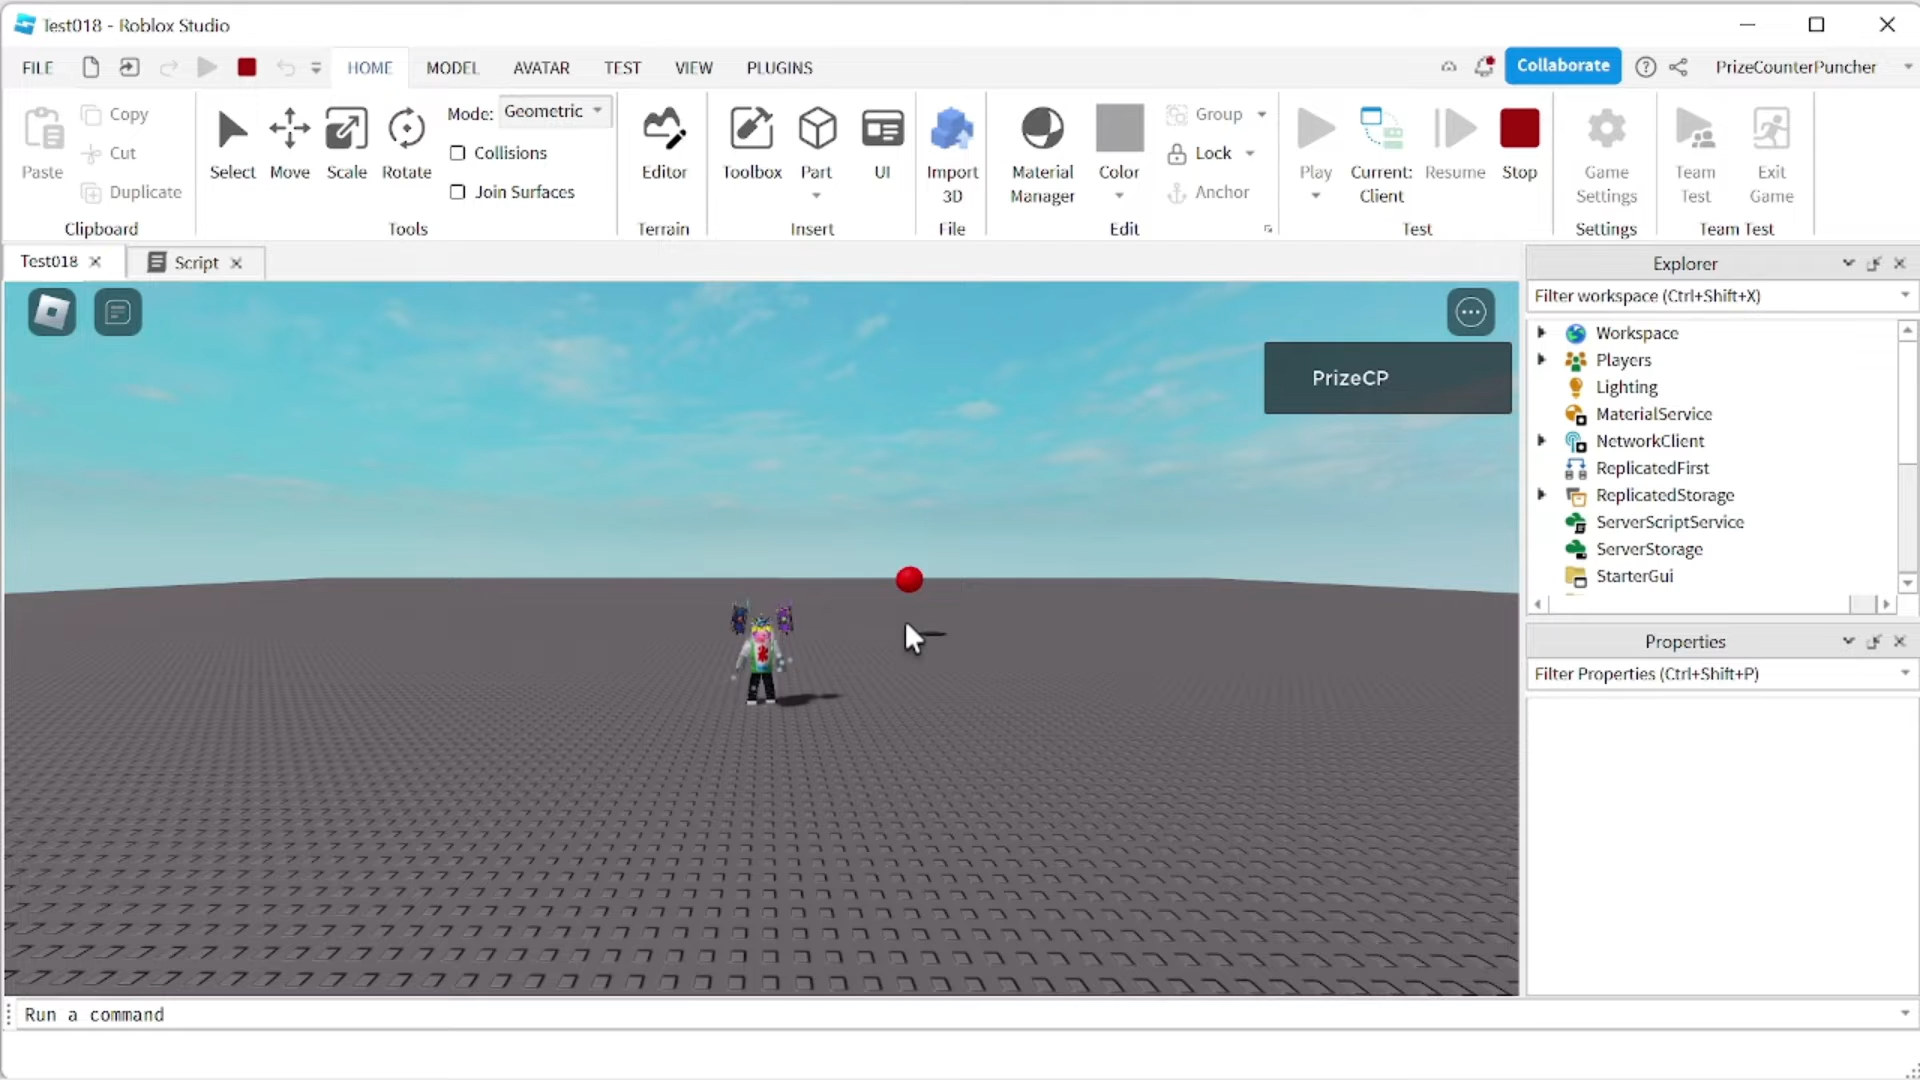 Test018 - Roblox Studio
FILE HOME MODEL AVATAR TEST VIEW PLUGINS Collaborate PrizeCounterPuncher
Paste
Copy
Cut
Duplicate
Clipboard
Select Move Scale Rotate
Mode: Geometric
Collisions
Join Surfaces
Tools
Editor
Terrain
Toolbox Part UI
Insert
Import
3D
File
Material
Manager
Color
Group
Lock
Anchor
Edit
Play
Current:
Client
Resume
Stop
Test
Game
Settings
Settings
Team
Test
Exit
Game
Team Test
Test018
Script
PrizeCP
Explorer
Filter workspace (Ctrl+Shift+X)
Workspace
Players
Lighting
MaterialService
NetworkClient
ReplicatedFirst
ReplicatedStorage
ServerScriptService
ServerStorage
StarterGui
Properties
Filter Properties (Ctrl+Shift+P)
Run a command